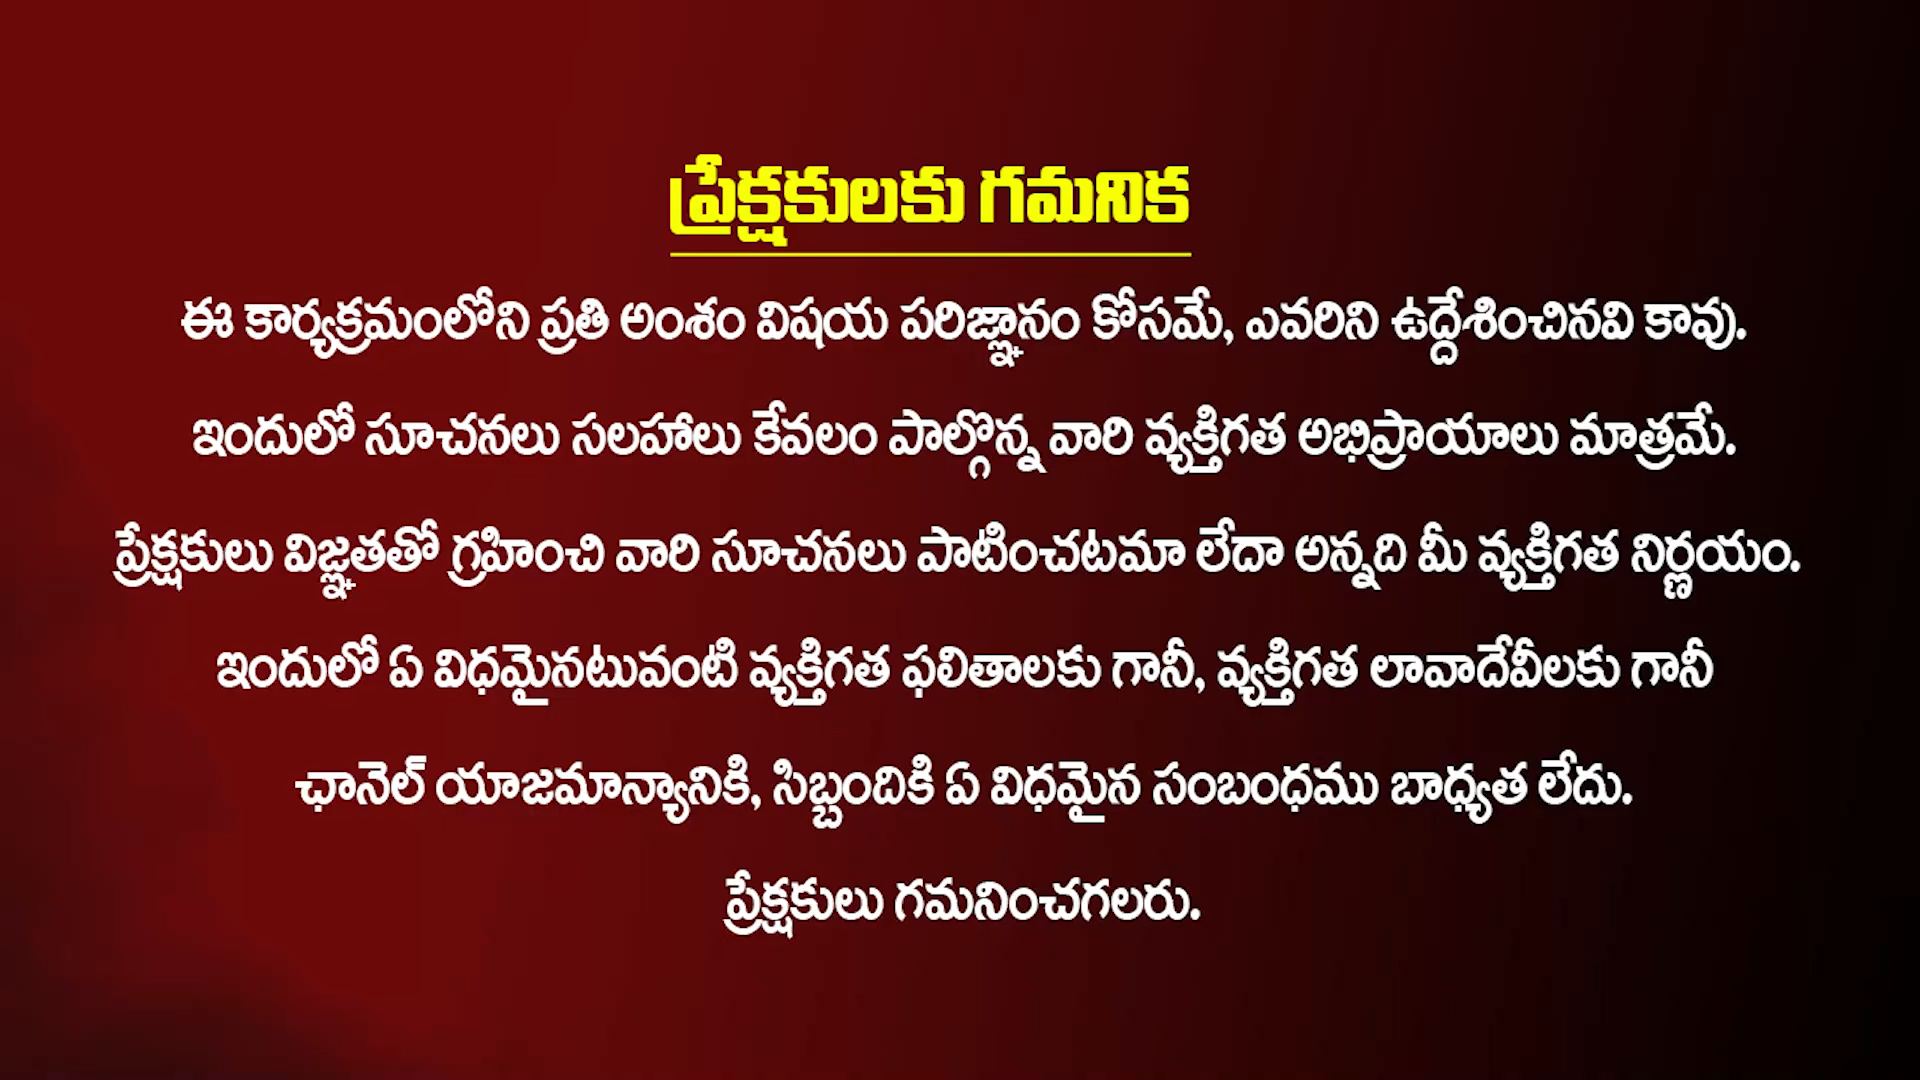 ప్రేక్షకులకు గమనిక
ఈ కార్యక్రమంలోని ప్రతి అంశం విషయ పరిజ్ఞానం కోసమే, ఎవరిని ఉద్దేశించినవి కావు.
ఇందులో సూచనలు సలహాలు కేవలం పాల్గొన్న వారి వ్యక్తిగత అభిప్రాయాలు మాత్రమే.
ప్రేక్షకులు విజ్ఞతతో గ్రహించి వారి సూచనలు పాటించటమా లేదా అన్నది మీ వ్యక్తిగత నిర్ణయం.
ఇందులో ఏ విధమైనటువంటి వ్యక్తిగత ఫలితాలకు గానీ, వ్యక్తిగత లావాదేవీలకు గానీ
ఛానెల్ యాజమాన్యానికి, సిబ్బందికి ఏ విధమైన సంబంధము బాధ్యత లేదు.
ప్రేక్షకులు గమనించగలరు.